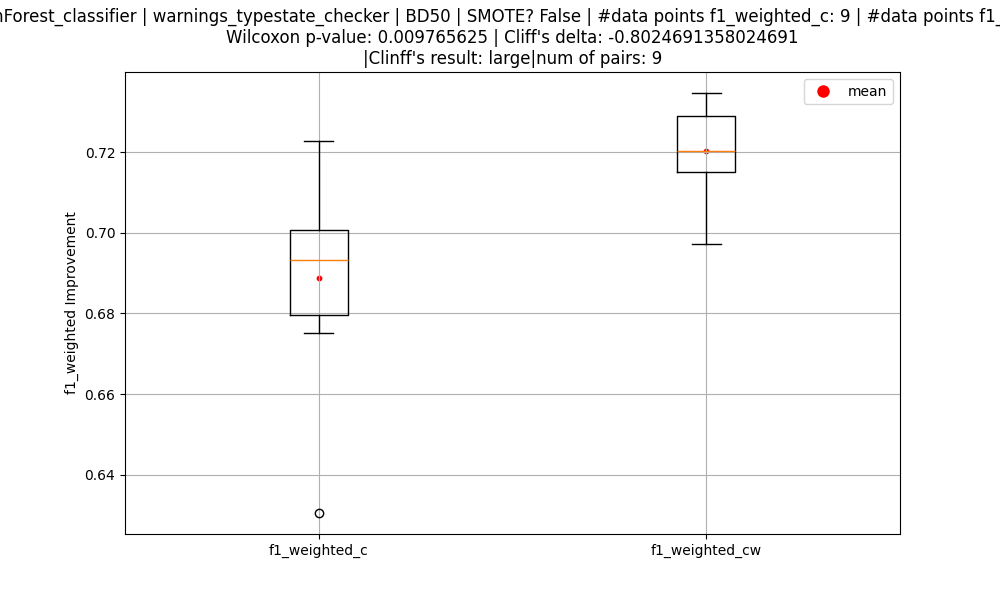 Forest_classifier | warnings_typestate_checker | BD50 | SMOTE? False | #data points f1_weighted_c: 9 | #data points f1_
Wilcoxon p-value: 0.009765625 | Cliff's delta: -0.8024691358024691
|Clinff's result: large|num of pairs: 9
mean
0.72
0.70
0.68
0.66
0.64
f1_weighted Improvement
f1_weighted_c
f1_weighted_cw